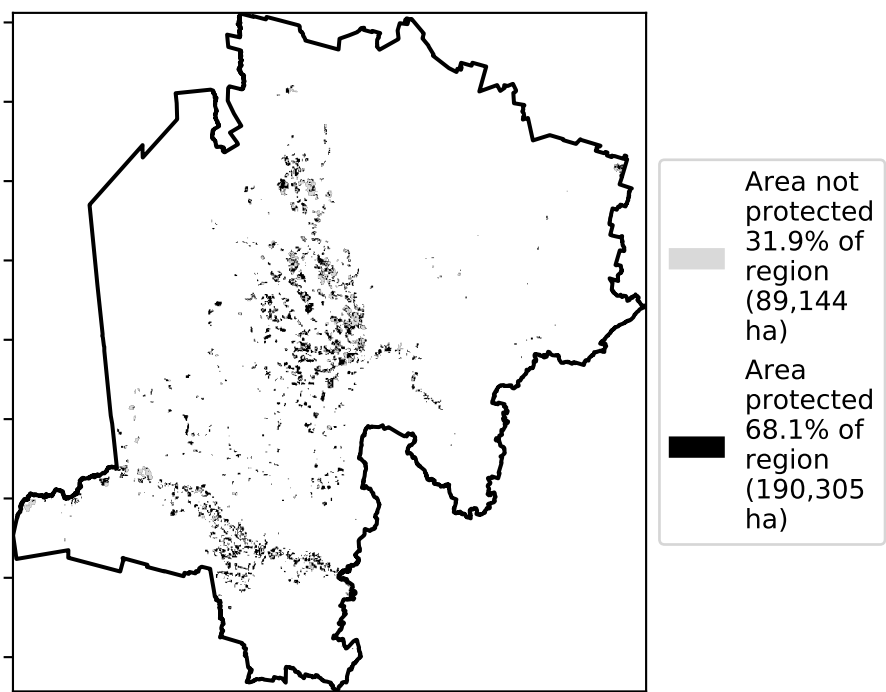 Area not
protected
31.9% of
region
(89,144
ha)
Area
protected
68.1% of
region
(190,305
ha)